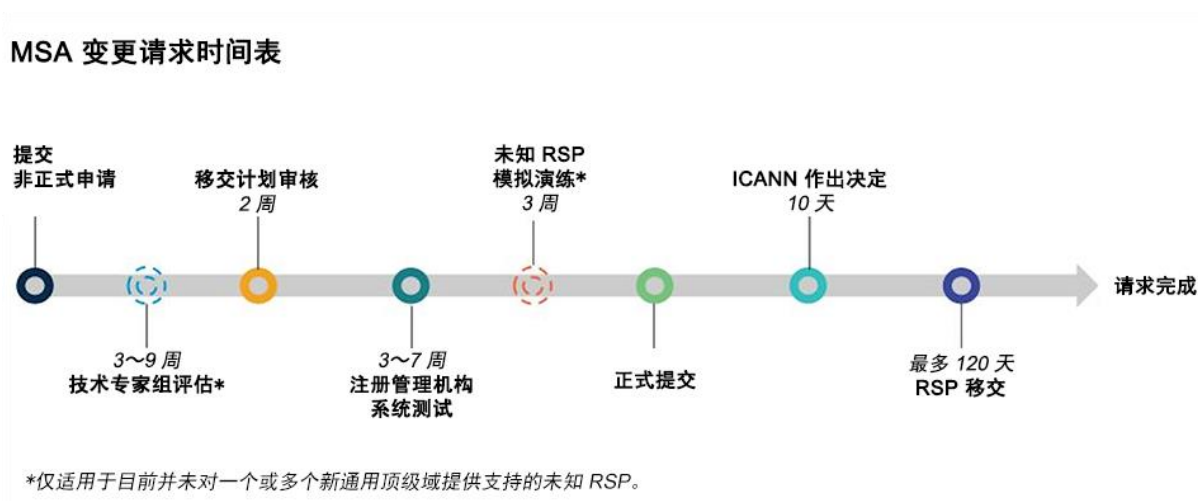 MSA 变更请求时间表
提交
非正式申请
移交计划审核
2 周
未知 RSP
模拟演练*
3 周
ICANN 作出决定
10 天
请求完成
3～9 周
技术专家组评估*
3～7 周
注册管理机构
系统测试
正式提交
最多 120 天
RSP 移交
*仅适用于目前并未对一个或多个新通用顶级域提供支持的未知 RSP。